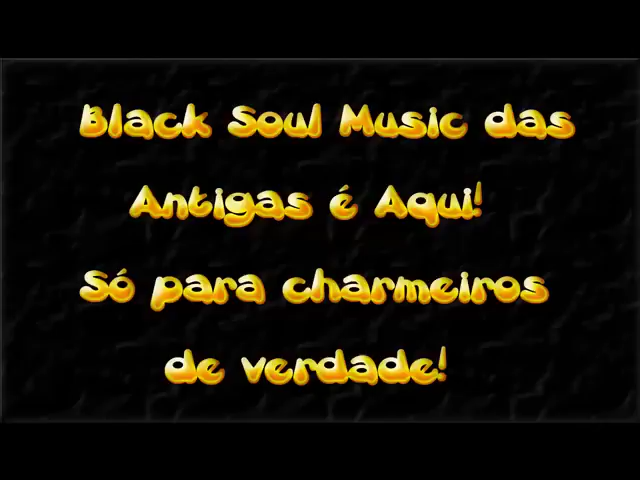 Black Soul Music das
Antigas é Aqui!
Só para charmeiros
de verdade!